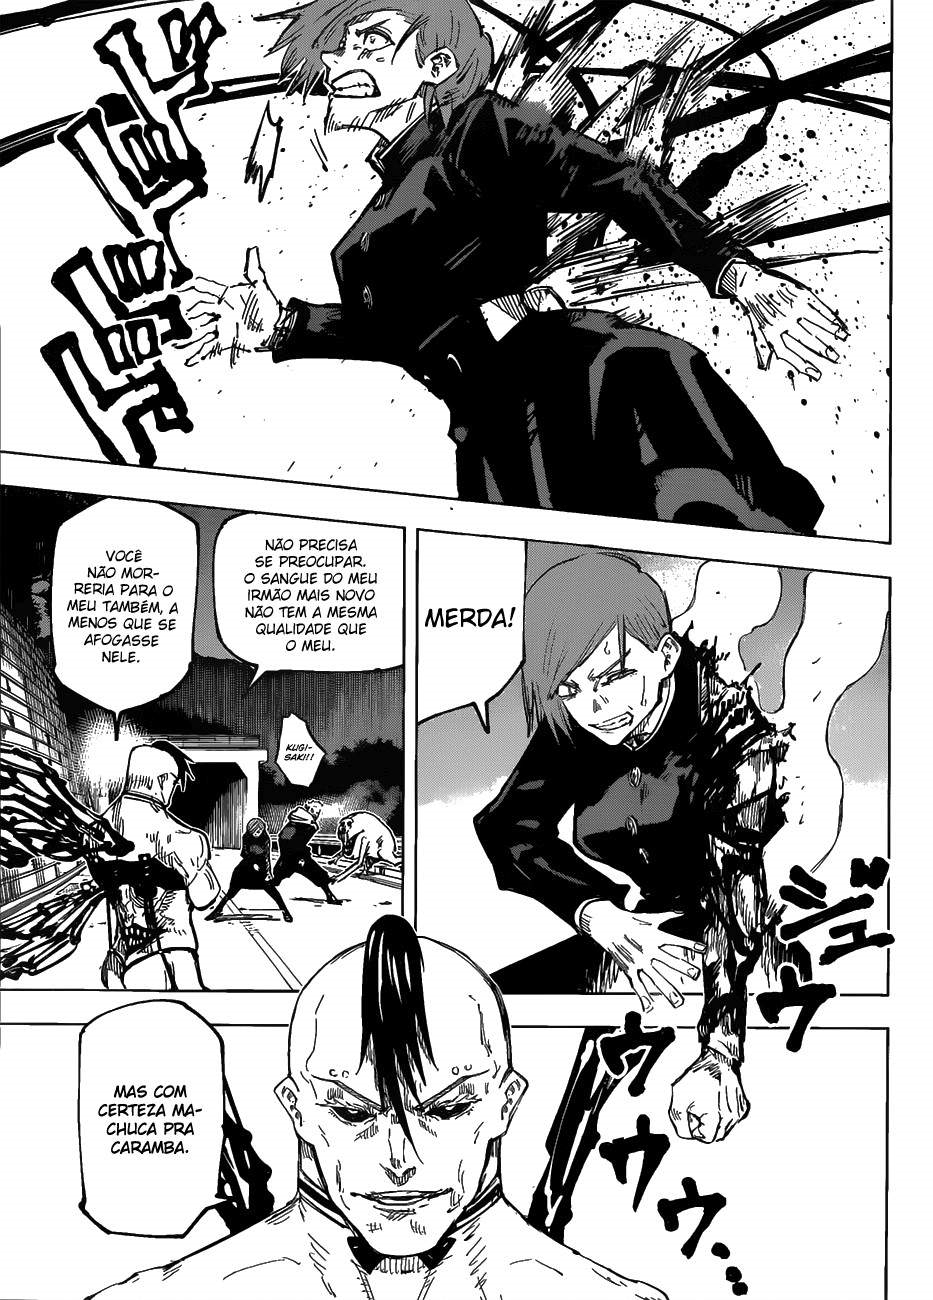 MERDA!
NÃO PRECISA
SE PREOCUPAR.
O SANGUE DO MEU
IRMÃO MAIS NOVO
NÃO TEM A MESMA
QUALIDADE QUE
O MEU.
VOCÊ
NÃO MOR-
RERIA PARA O
MEU TAMBÉM, A
MENOS QUE SE
AFOGASSE
NELE.
KUGI-
SAKI!!
ジュウ
ウウウ...
MAS COM
CERTEZA MA-
CHUCA PRA
CARAMBA.